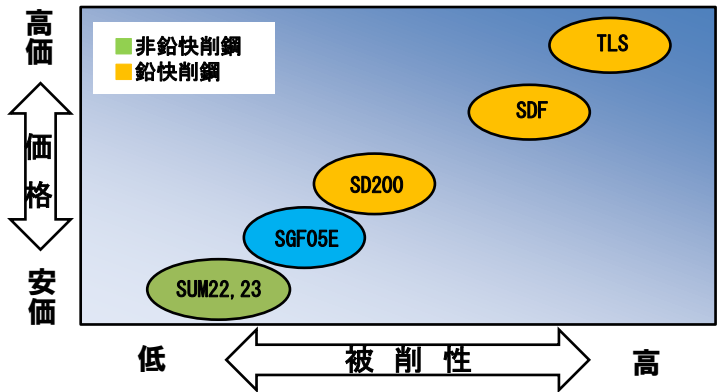 高価
価格
安価
非鉛快削鋼
鉛快削鋼
TLS
SDF
SD200
SGF05E
SUM22,23
低
被削性
高